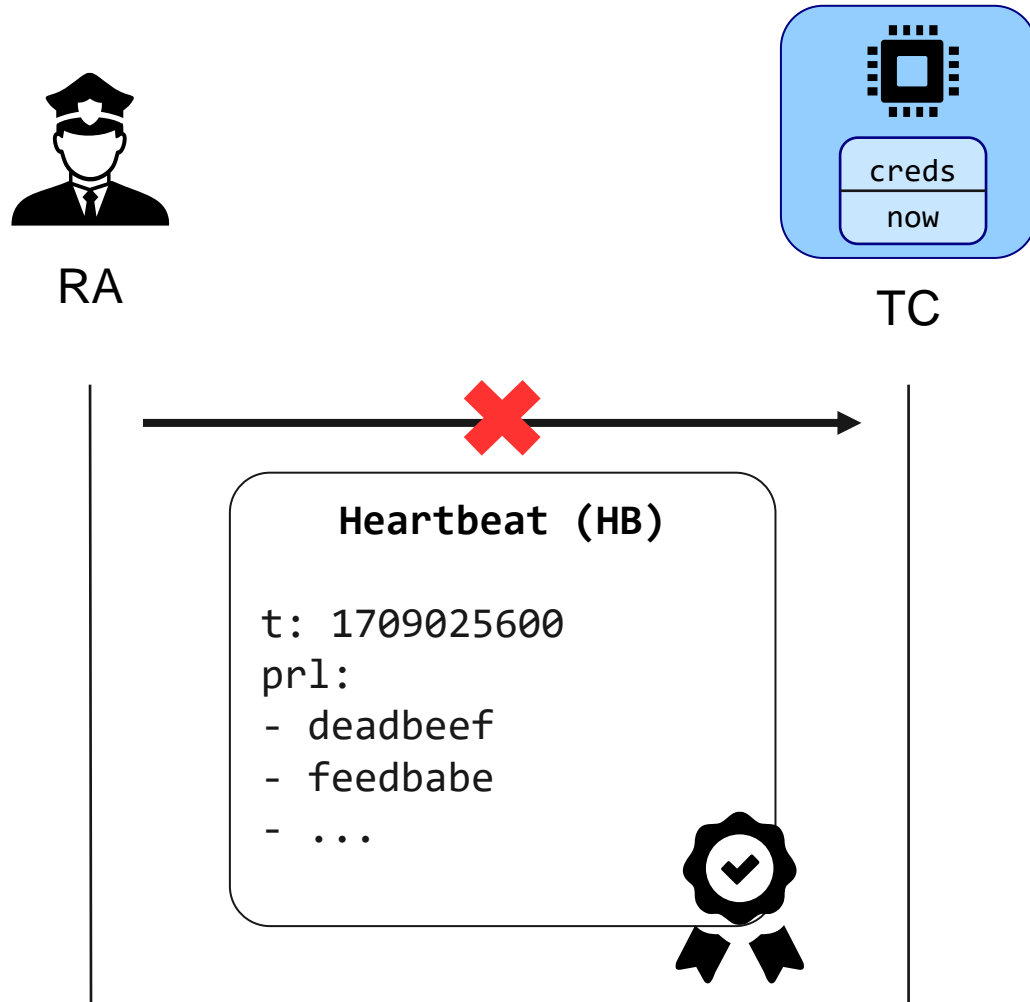 creds
now
RA
TC
Heartbeat (HB)
t: 1709025600
prl:
- deadbeef
- feedbabe
- ...